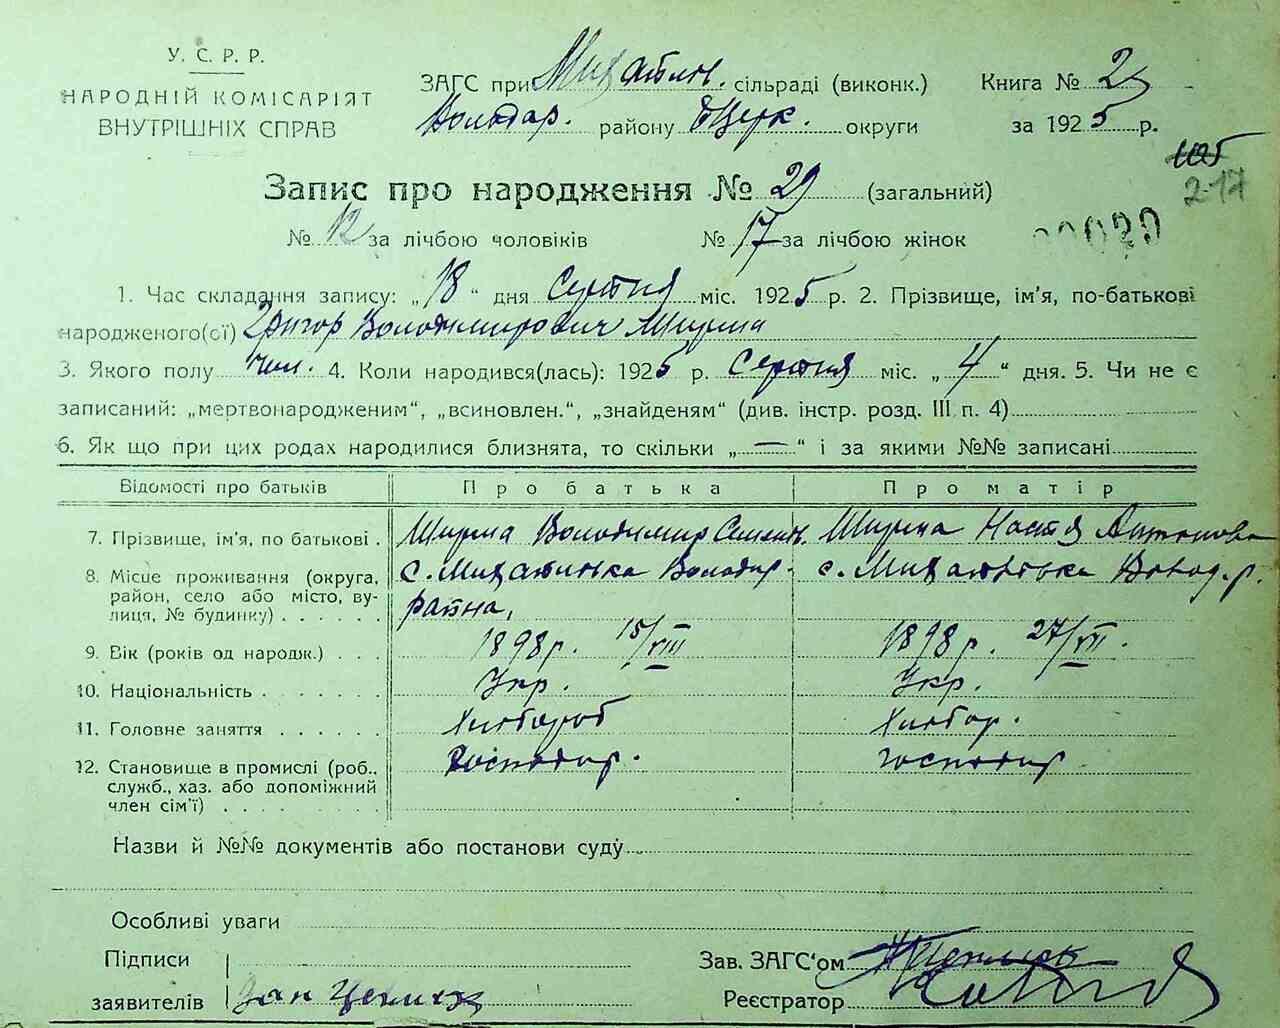 У. С. Р. Р.
НАРОДНІЙ КОМІСАРІЯТ
ВНУТРІШНІХ СПРАВ
ЗАГС при сільраді (виконк.)
Володар. району Бцерк. округи
Книга № 2
за 1925 р.
105
2-17
Запис про народження № 29 (загальний)
№ 12 за лічбою чоловіків № 17 за лічбою жінок
1. Час складання запису: „18“ дня Серпня міс. 1925 р. 2. Прізвище, ім'я, по-батькові
народженого(ої) Григор Володимирович Ширма
3. Якого полу чол. 4. Коли народився(лась): 1925 р. Серпня міс. „4“ дня. 5. Чи не є
записаний: „мертвонародженим“, „всиновлен.“, „знайденям“ (див. інстр. розд. III п. 4)
6. Як що при цих родах народилися близнята, то скільки „—“ і за якими №№ записані
Відомості про батьків Про батька Про матір
7. Прізвище, ім'я, по батькові . Ширма Володимир Семен. Ширма Настя Антонова
8. Місце проживання (округа, район, село або місто, вулиця, № будинку) с. Володар. района, с. Волод. р.
9. Вік (років од народж.) 1898 р. 15/VIII 1898 р. 27/VII.
10. Національність Укр. Укр.
11. Головне заняття Хлібороб Хлібор.
12. Становище в промислі (роб., служб., хаз. або допоміжний член сім'ї) Господар. господар
Назви й №№ документів або постанови суду
Особливі уваги
Підписи
заявителів
Зав. ЗАГС'ом
Реєстратор